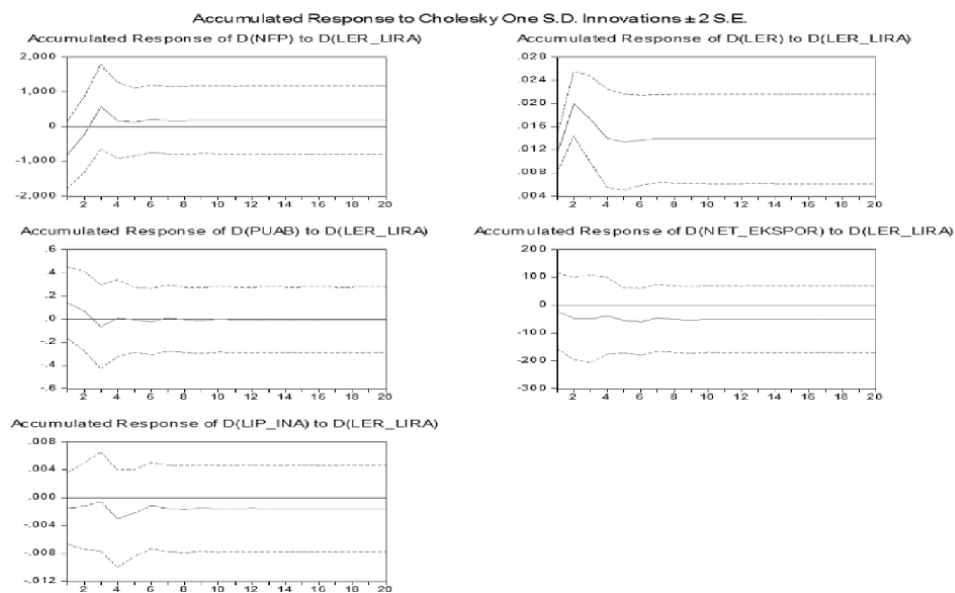 Accumulated Response to Cholesky One S.D. Innovations ± 2 S.E.
Accumulated Response of D(NFP) to D(LER_LIRA)
2,000
1,000
0
-1,000
-2,000
2 4 6 8 10 12 14 16 18 20
Accumulated Response of D(LER) to D(LER_LIRA)
.028
.024
.020
.016
.012
.008
.004
2 4 6 8 10 12 14 16 18 20
Accumulated Response of D(PUAB) to D(LER_LIRA)
.6
.4
.2
.0
-.2
-.4
-.6
2 4 6 8 10 12 14 16 18 20
Accumulated Response of D(NET_EKSPOR) to D(LER_LIRA)
200
100
0
-100
-200
-300
2 4 6 8 10 12 14 16 18 20
Accumulated Response of D(LIP_INA) to D(LER_LIRA)
.008
.004
.000
-.004
-.008
-.012
2 4 6 8 10 12 14 16 18 20